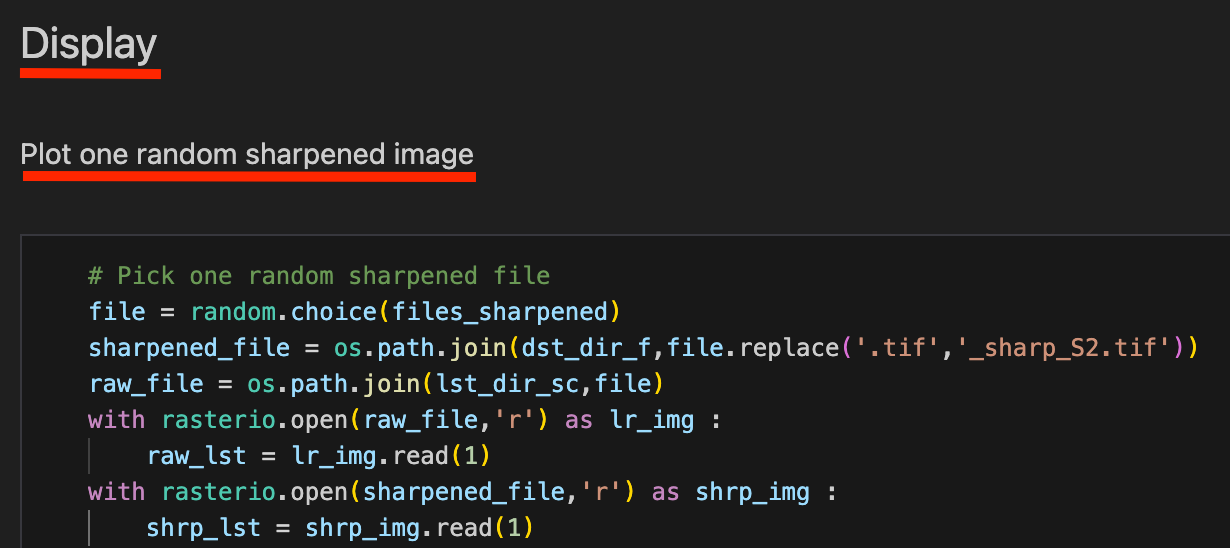 Display
Plot one random sharpened image
# Pick one random sharpened file
file = random.choice(files_sharpened)
sharpened_file = os.path.join(dst_dir_f,file.replace('.tif','_sharp_S2.tif'))
raw_file = os.path.join(lst_dir_sc,file)
with rasterio.open(raw_file,'r') as lr_img :
    raw_lst = lr_img.read(1)
with rasterio.open(sharpened_file,'r') as shrp_img :
    shrp_lst = shrp_img.read(1)